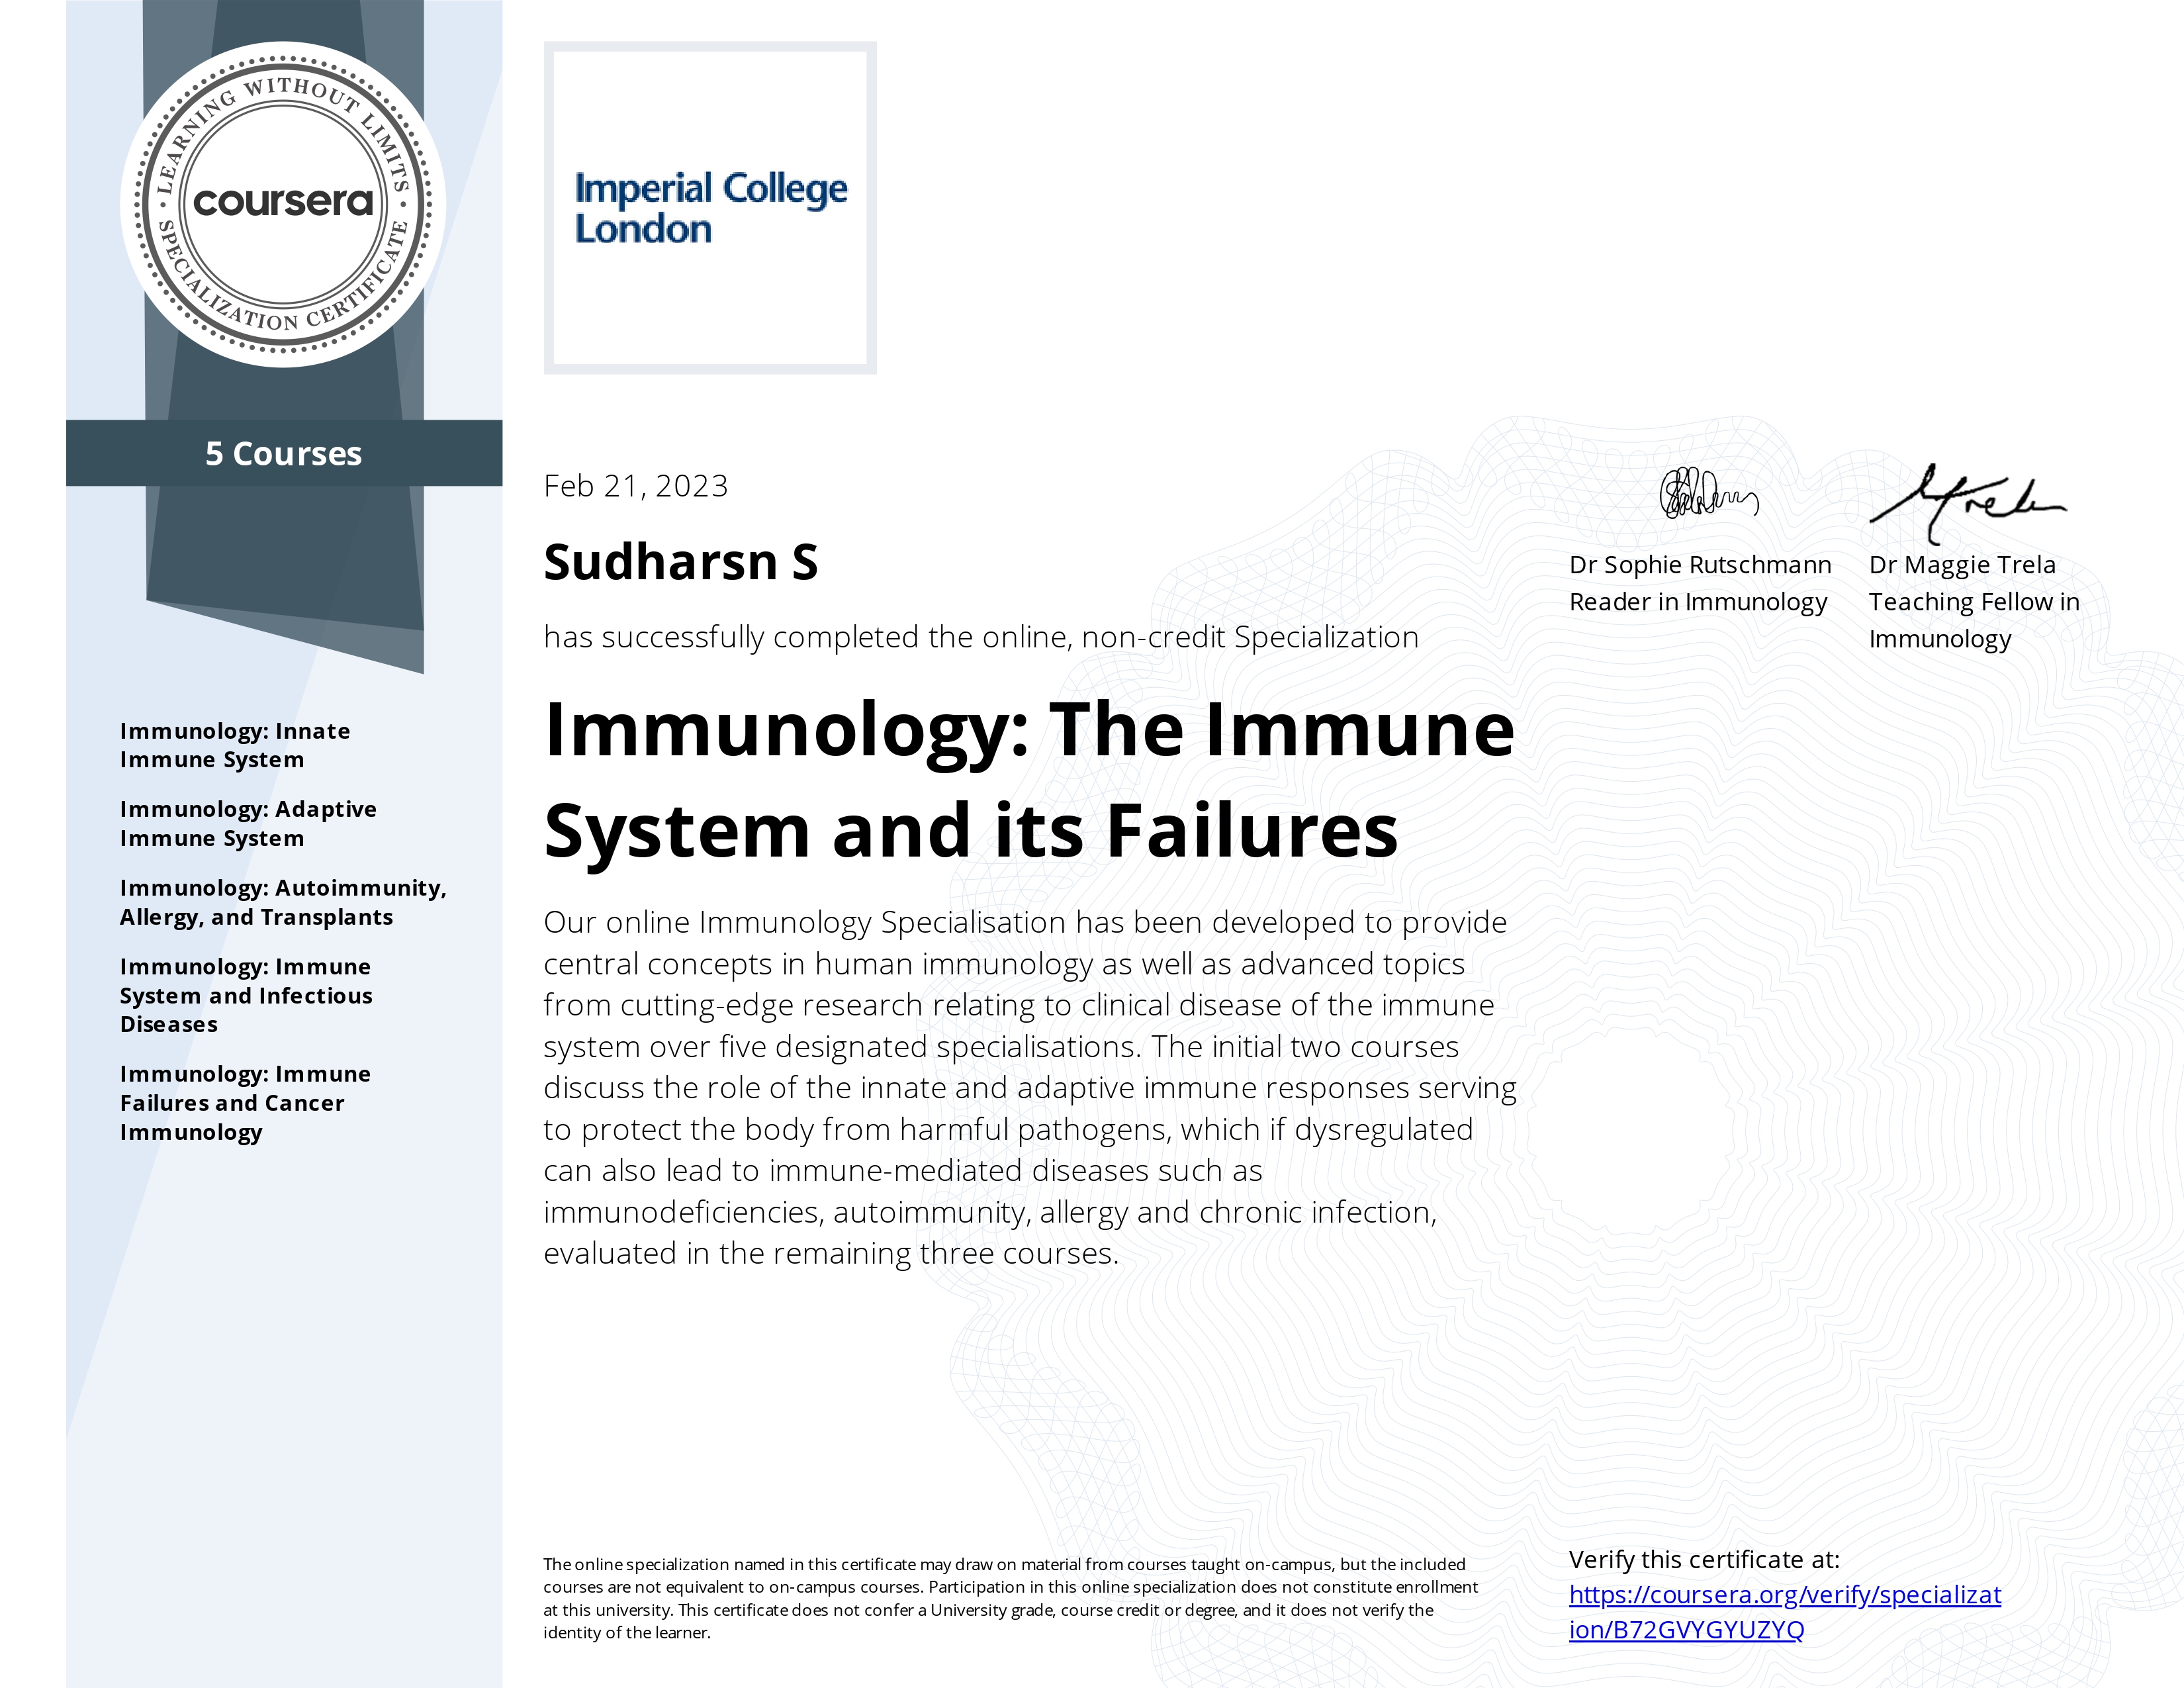 LEARNING WITHOUT LIMITS
coursera
SPECIALIZATION CERTIFICATE
5 Courses
Immunology: Innate
Immune System
Immunology: Adaptive
Immune System
Immunology: Autoimmunity,
Allergy, and Transplants
Immunology: Immune
System and Infectious
Diseases
Immunology: Immune
Failures and Cancer
Immunology
Imperial College
London
Feb 21, 2023
Sudharsn S
has successfully completed the online, non-credit Specialization
Immunology: The Immune
System and its Failures
Our online Immunology Specialisation has been developed to provide
central concepts in human immunology as well as advanced topics
from cutting-edge research relating to clinical disease of the immune
system over five designated specialisations. The initial two courses
discuss the role of the innate and adaptive immune responses serving
to protect the body from harmful pathogens, which if dysregulated
can also lead to immune-mediated diseases such as
immunodeficiencies, autoimmunity, allergy and chronic infection,
evaluated in the remaining three courses.
Dr Sophie Rutschmann
Reader in Immunology
Dr Maggie Trela
Teaching Fellow in
Immunology
The online specialization named in this certificate may draw on material from courses taught on-campus, but the included
courses are not equivalent to on-campus courses. Participation in this online specialization does not constitute enrollment
at this university. This certificate does not confer a University grade, course credit or degree, and it does not verify the
identity of the learner.
Verify this certificate at:
https://coursera.org/verify/specializat
ion/B72GVYGYUZYQ